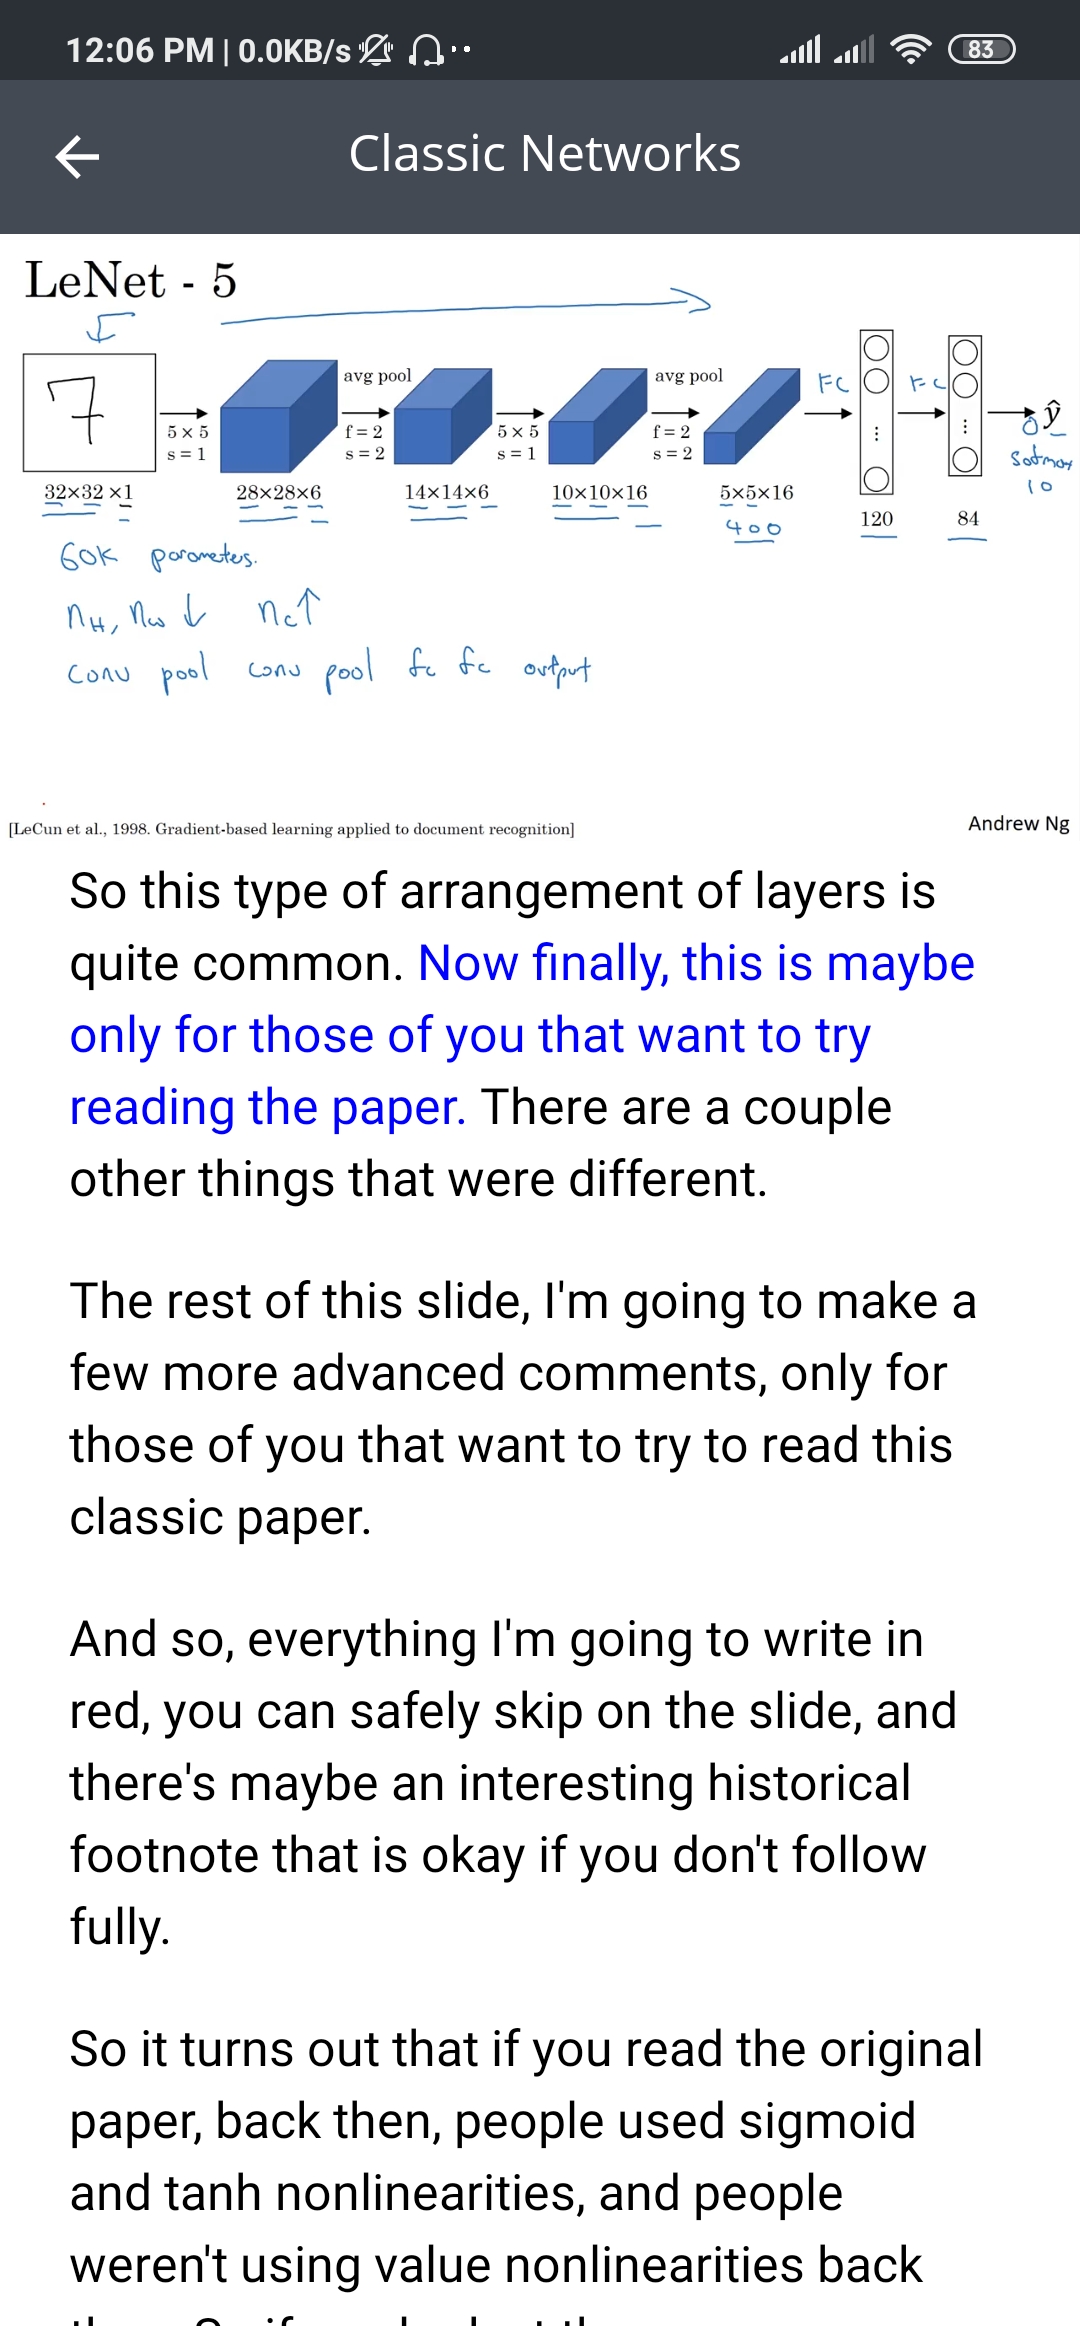 12:06 PM | 0.0KB/s
83
Classic Networks
LeNet - 5
7
avg pool
avg pool
FC
FC
5 × 5
s = 1
f = 2
s = 2
5 × 5
s = 1
f = 2
s = 2
ŷ
Softmax
10
32×32 ×1
28×28×6
14×14×6
10×10×16
5×5×16
400
120
84
60K parameters.
nH, nw ↓ nc↑
conv pool conv pool fc fc output
[LeCun et al., 1998. Gradient-based learning applied to document recognition]
Andrew Ng
So this type of arrangement of layers is
quite common. Now finally, this is maybe
only for those of you that want to try
reading the paper. There are a couple
other things that were different.
The rest of this slide, I'm going to make a
few more advanced comments, only for
those of you that want to try to read this
classic paper.
And so, everything I'm going to write in
red, you can safely skip on the slide, and
there's maybe an interesting historical
footnote that is okay if you don't follow
fully.
So it turns out that if you read the original
paper, back then, people used sigmoid
and tanh nonlinearities, and people
weren't using value nonlinearities back